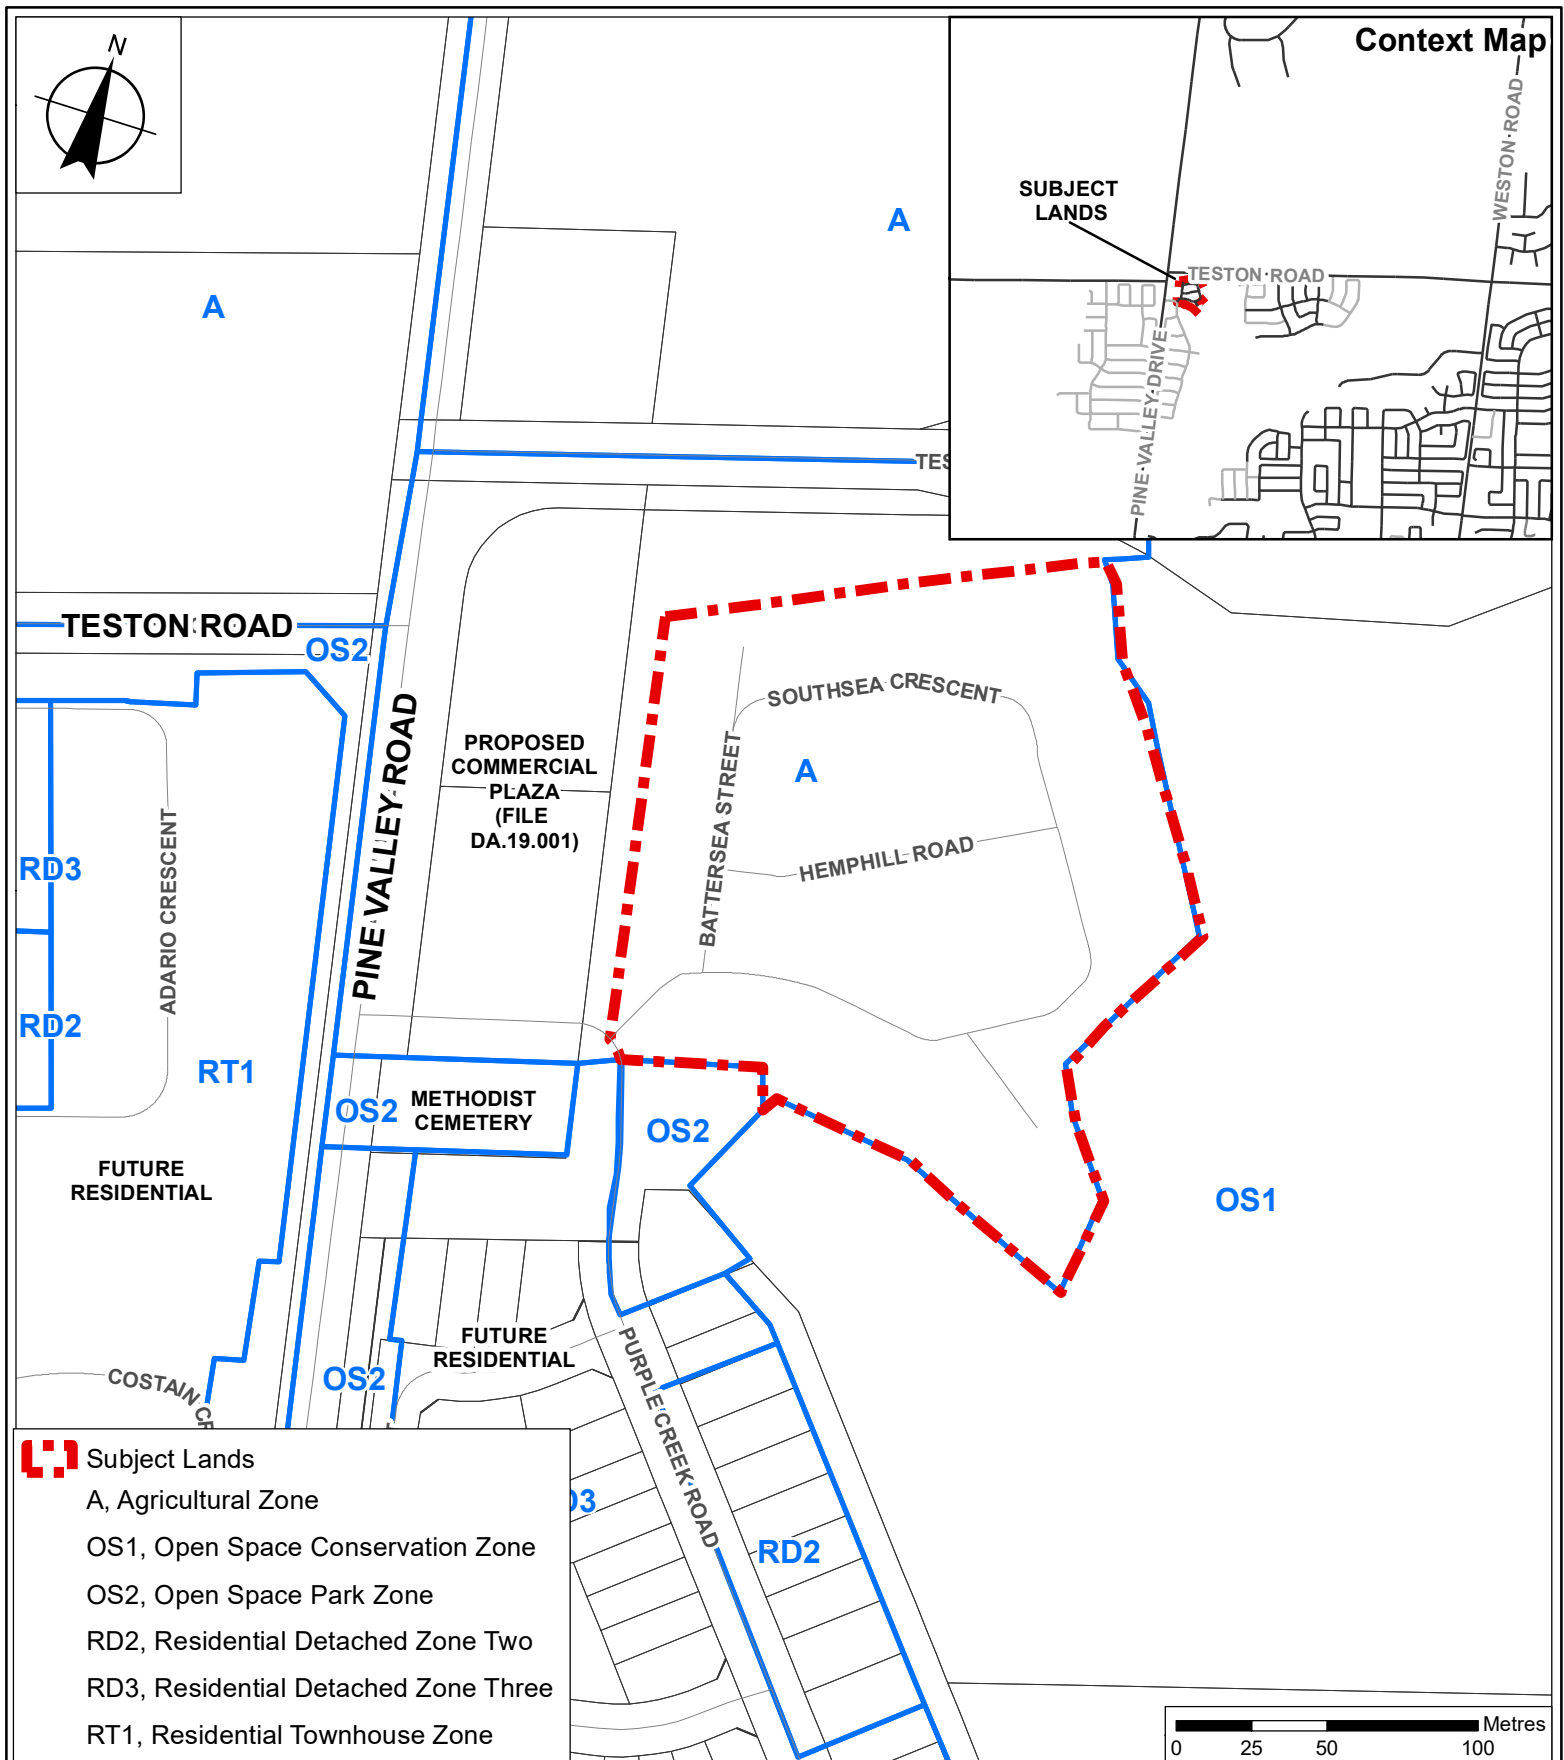 N
Context Map
WESTON ROAD
SUBJECT
LANDS
TESTON ROAD
PINE VALLEY DRIVE
A
A
TES
TESTON ROAD
OS2
PINE VALLEY ROAD
PROPOSED
COMMERCIAL
PLAZA
(FILE
DA.19.001)
SOUTHSEA CRESCENT
BATTERSEA STREET
A
HEMPHILL ROAD
ADARIO CRESCENT
RD3
RD2
RT1
OS2
METHODIST
CEMETERY
OS2
FUTURE
RESIDENTIAL
OS1
FUTURE
RESIDENTIAL
OS2
COSTAIN CR
PURPLE CREEK ROAD
D3
RD2
Subject Lands
A, Agricultural Zone
OS1, Open Space Conservation Zone
OS2, Open Space Park Zone
RD2, Residential Detached Zone Two
RD3, Residential Detached Zone Three
RT1, Residential Townhouse Zone
Metres
0 25 50 100